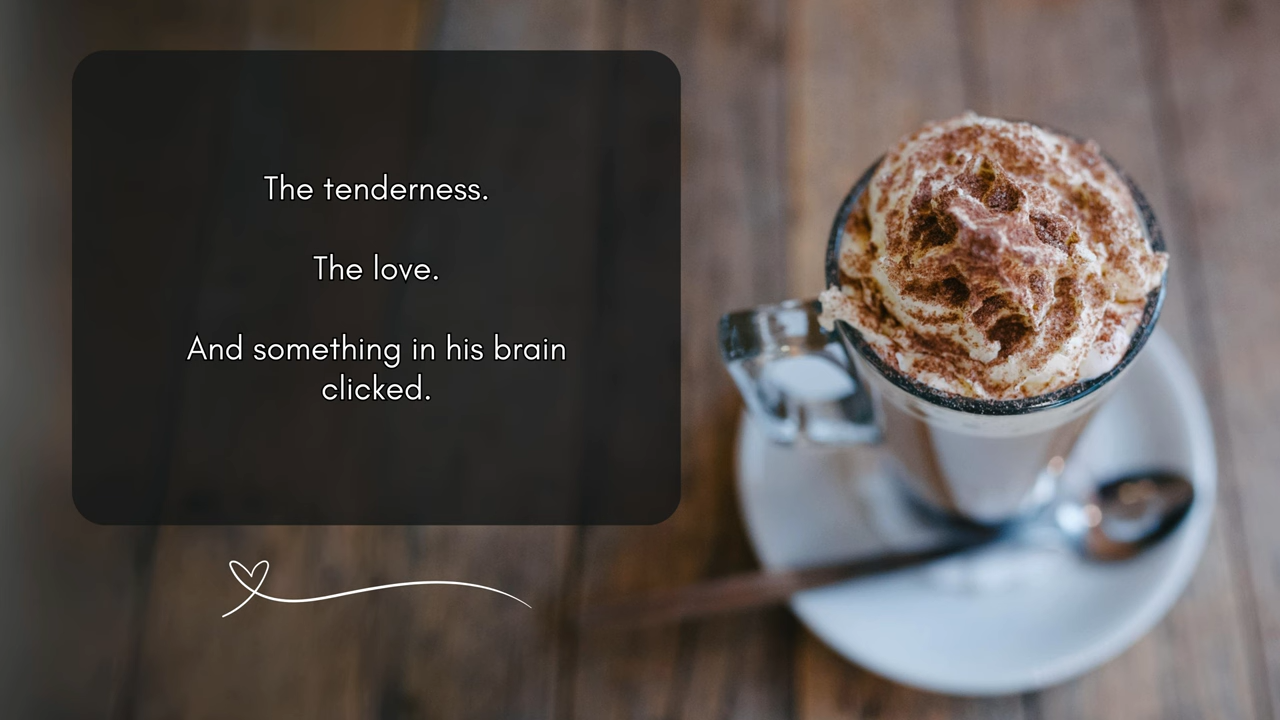 The tenderness.
The love.
And something in his brain
clicked.